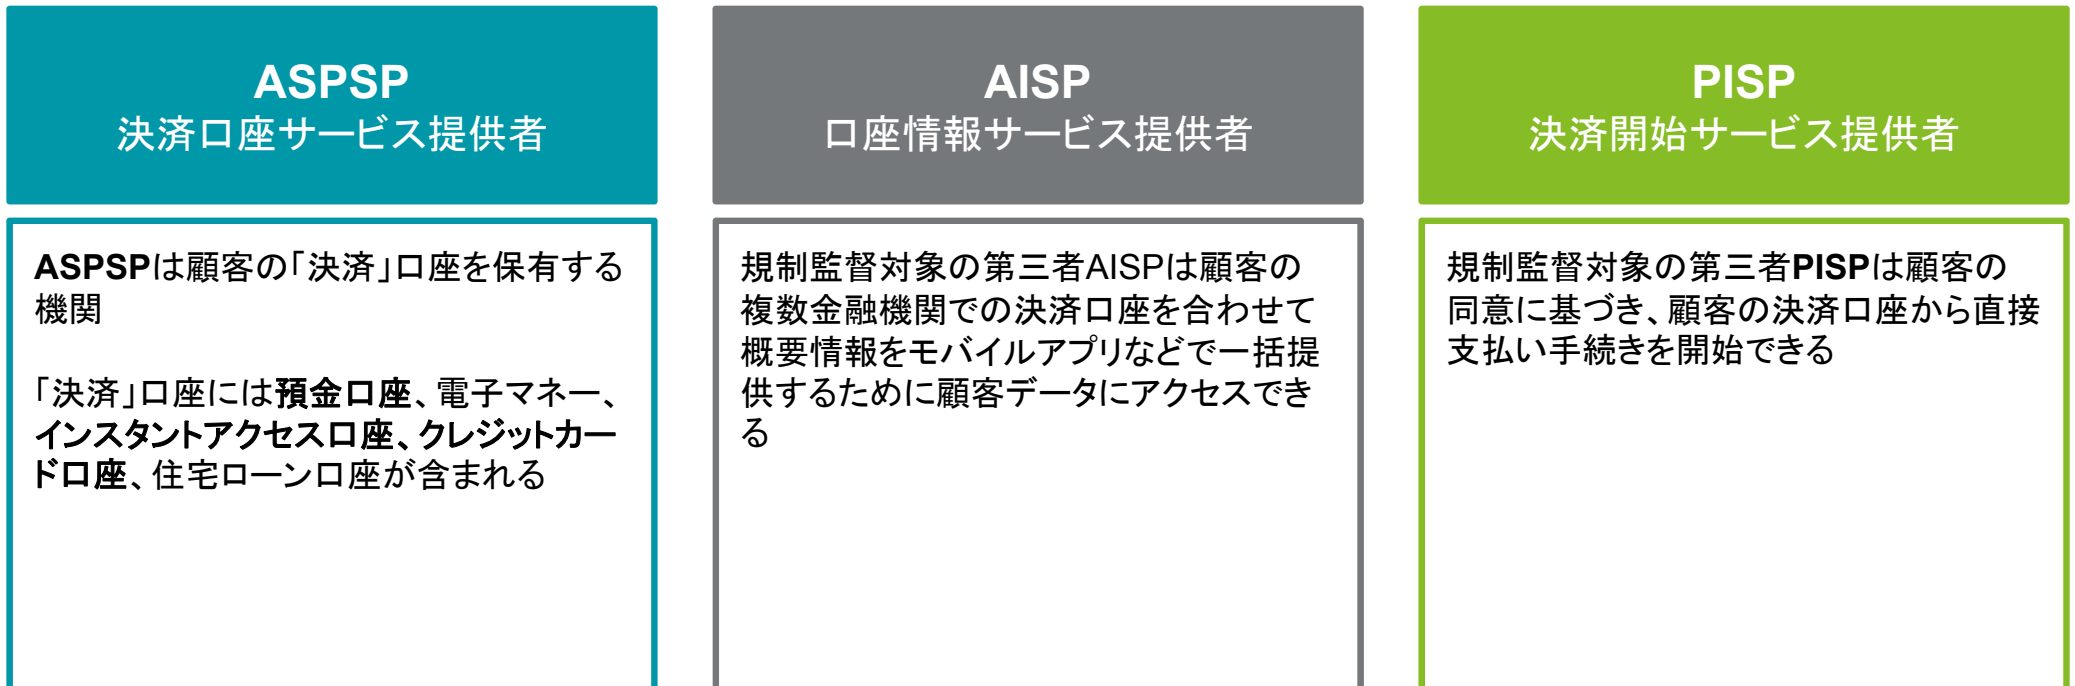 ASPSP
決済口座サービス提供者
ASPSPは顧客の「決済」口座を保有する
機関
「決済」口座には預金口座、電子マネー、
インスタントアクセス口座、クレジットカー
ド口座、住宅ローン口座が含まれる
AISP
口座情報サービス提供者
規制監督対象の第三者AISPは顧客の
複数金融機関での決済口座を合わせて
概要情報をモバイルアプリなどで一括提
供するために顧客データにアクセスでき
る
PISP
決済開始サービス提供者
規制監督対象の第三者PISPは顧客の
同意に基づき、顧客の決済口座から直接
支払い手続きを開始できる